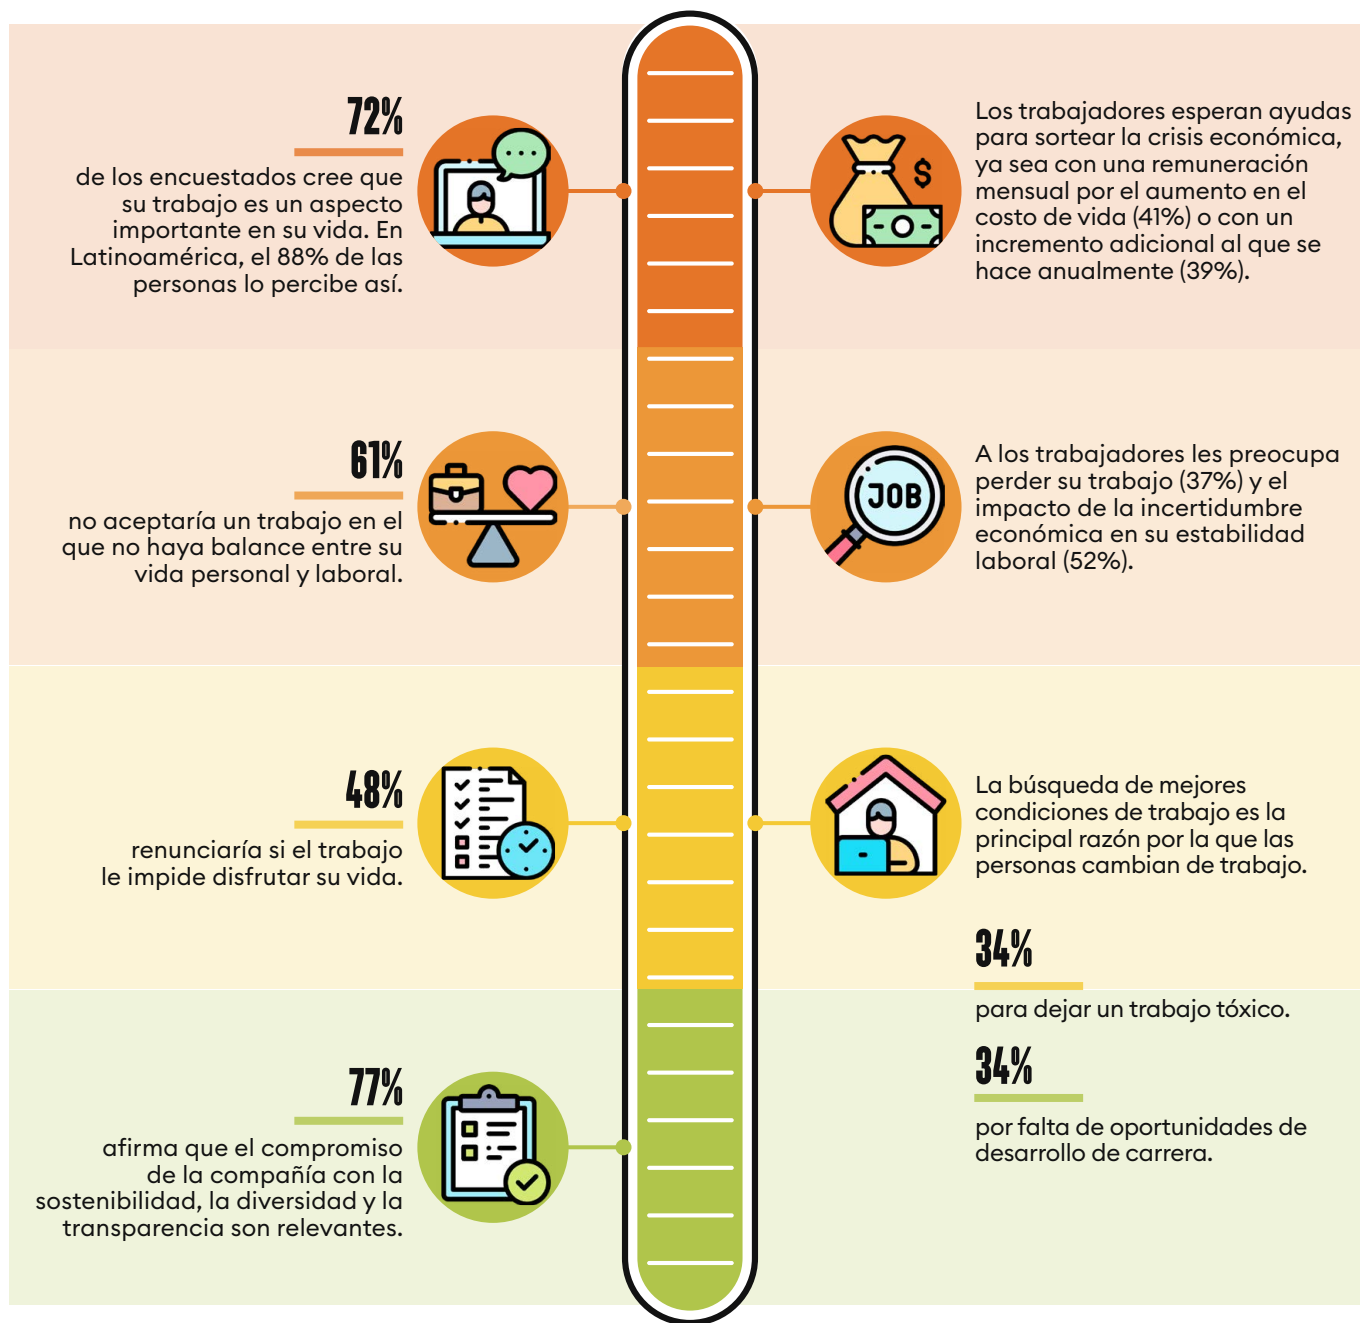 72%
de los encuestados cree que
su trabajo es un aspecto
importante en su vida. En
Latinoamérica, el 88% de las
personas lo percibe así.
$
Los trabajadores esperan ayudas
para sortear la crisis económica,
ya sea con una remuneración
mensual por el aumento en el
costo de vida (41%) o con un
incremento adicional al que se
hace anualmente (39%).
61%
no aceptaría un trabajo en el
que no haya balance entre su
vida personal y laboral.
JOB
A los trabajadores les preocupa
perder su trabajo (37%) y el
impacto de la incertidumbre
económica en su estabilidad
laboral (52%).
48%
renunciaría si el trabajo
le impide disfrutar su vida.
La búsqueda de mejores
condiciones de trabajo es la
principal razón por la que las
personas cambian de trabajo.
34%
para dejar un trabajo tóxico.
34%
por falta de oportunidades de
desarrollo de carrera.
77%
afirma que el compromiso
de la compañía con la
sostenibilidad, la diversidad y la
transparencia son relevantes.